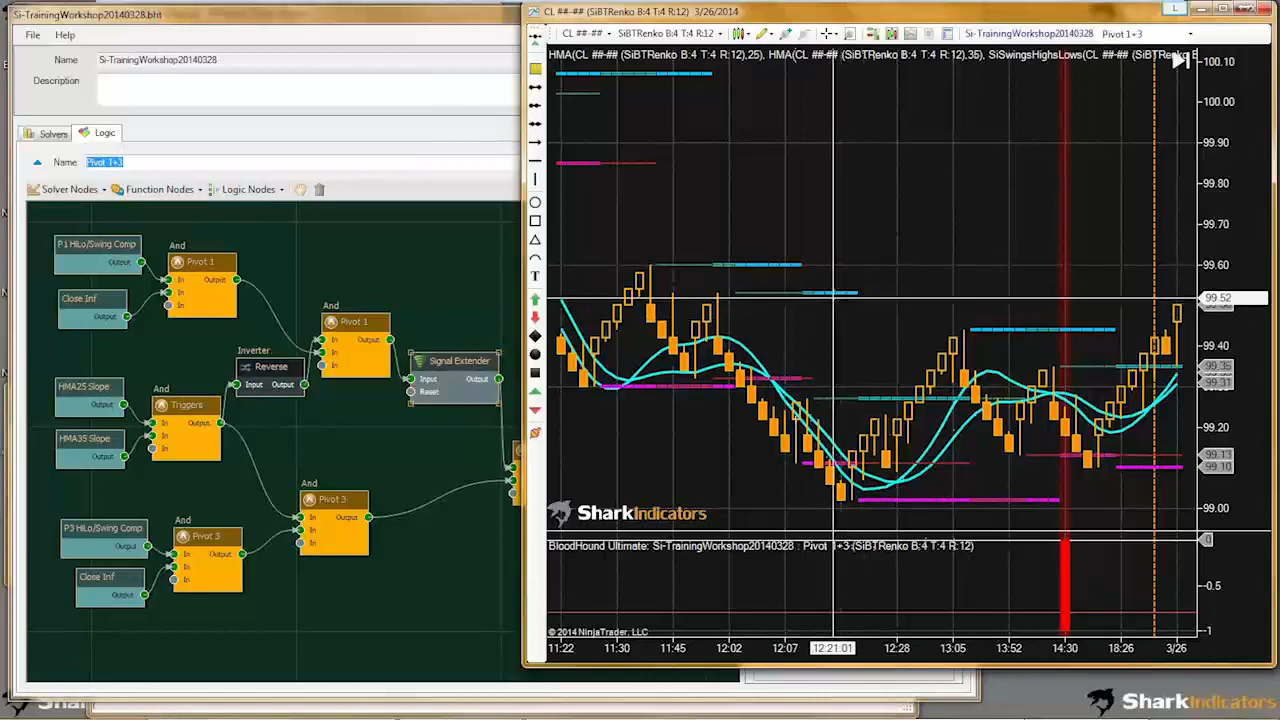 Si-TrainingWorkshop20140328.bht
File Help
Name Si-TrainingWorkshop20140328
Description
Solvers Logic
Name Pivot 1+3
Solver Nodes Function Nodes Logic Nodes
P1 HiLo/Swing Comp
Output
And
Pivot 1
In Output
In
In
Close Inf
Output
And
Pivot 1
In Output
In
In
Inverter
Reverse
Input Output
Signal Extender
Input Output
Reset
HMA25 Slope
Output
And
Triggers
In Output
In
In
HMA35 Slope
Output
And
Pivot 3
In Output
In
In
P3 HiLo/Swing Comp
Output
And
Pivot 3
In Output
In
In
Close Inf
Output
In
In
In
CL ##-## (SiBTRenko B:4 T:4 R:12) 3/26/2014
L
CL ##-## SiBTRenko B:4 T:4 R:12 Si-TrainingWorkshop20140328 Pivot 1+3
T
HMA(CL ##-## (SiBTRenko B:4 T:4 R:12),25), HMA(CL ##-## (SiBTRenko B:4 T:4 R:12),35), SiSwingsHighsLows(CL ##-## (SiBTRenko B
100.10
100.00
99.90
99.80
99.70
99.60
99.52
99.40
99.35
99.31
99.20
99.13
99.10
99.00
SharkIndicators
BloodHound Ultimate: Si-TrainingWorkshop20140328 : Pivot 1+3 (SiBTRenko B:4 T:4 R:12)
0
-0.5
-1
© 2014 NinjaTrader, LLC
11:22 11:30 11:45 12:02 12:07 12:21:01 12:28 13:05 13:52 14:30 18:26 3/26
SharkIndicators